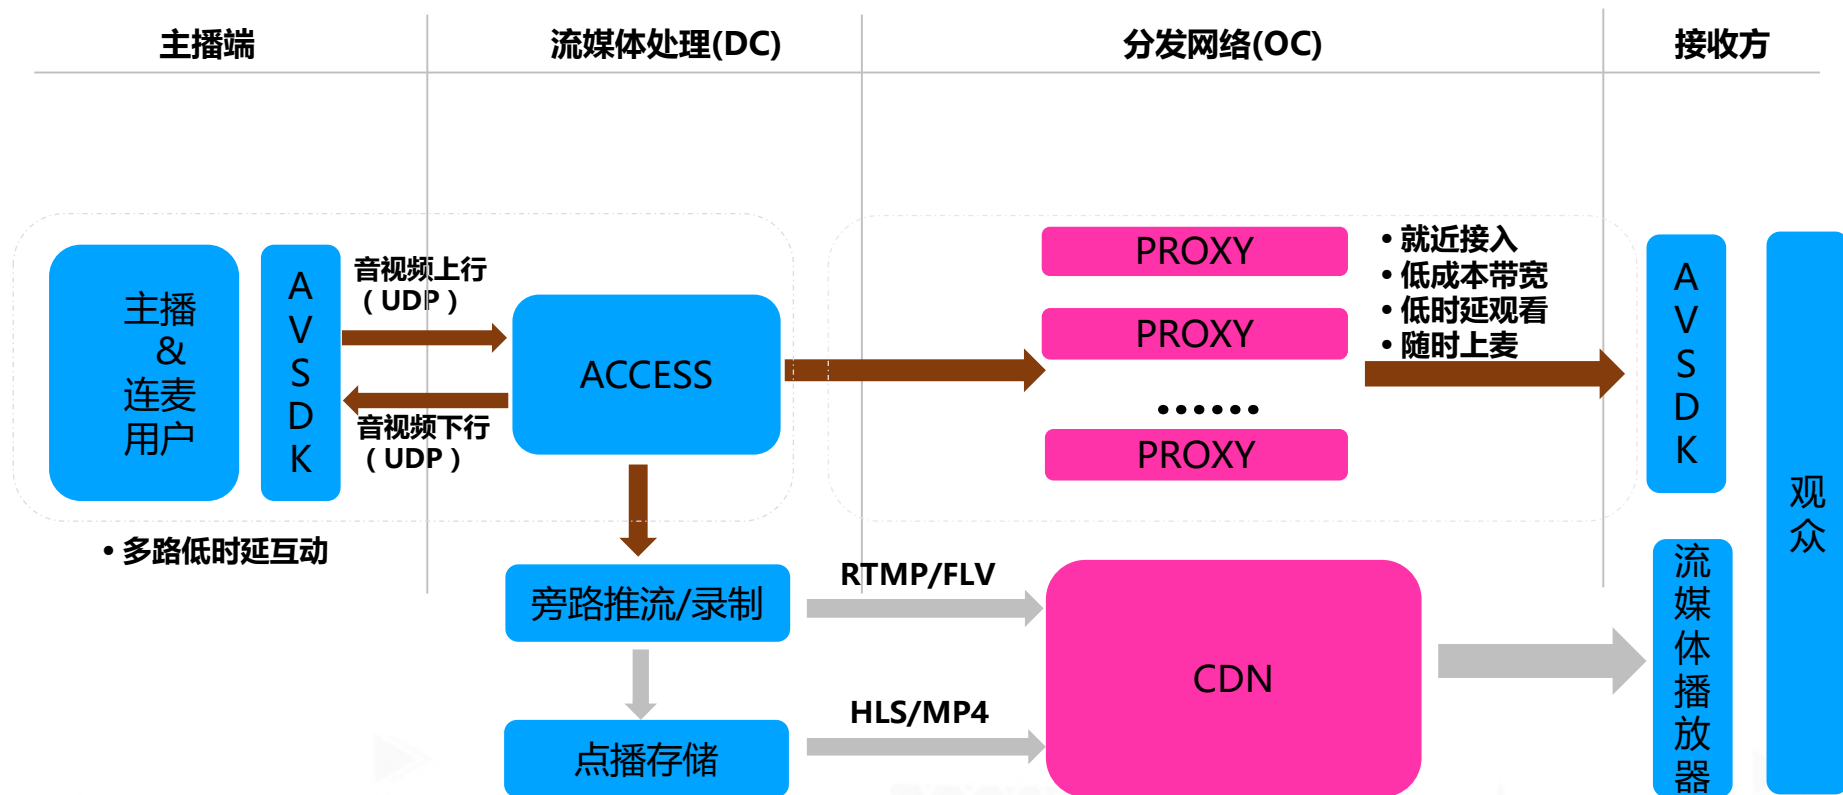 主播端
流媒体处理(DC)
分发网络(OC)
接收方
主播
&
连麦
用户
A
V
S
D
K
音视频上行
（UDP）
音视频下行
（UDP）
• 多路低时延互动
ACCESS
旁路推流/录制
点播存储
RTMP/FLV
HLS/MP4
PROXY
PROXY
······
PROXY
• 就近接入
• 低成本带宽
• 低时延观看
• 随时上麦
CDN
A
V
S
D
K
流
媒
体
播
放
器
观
众